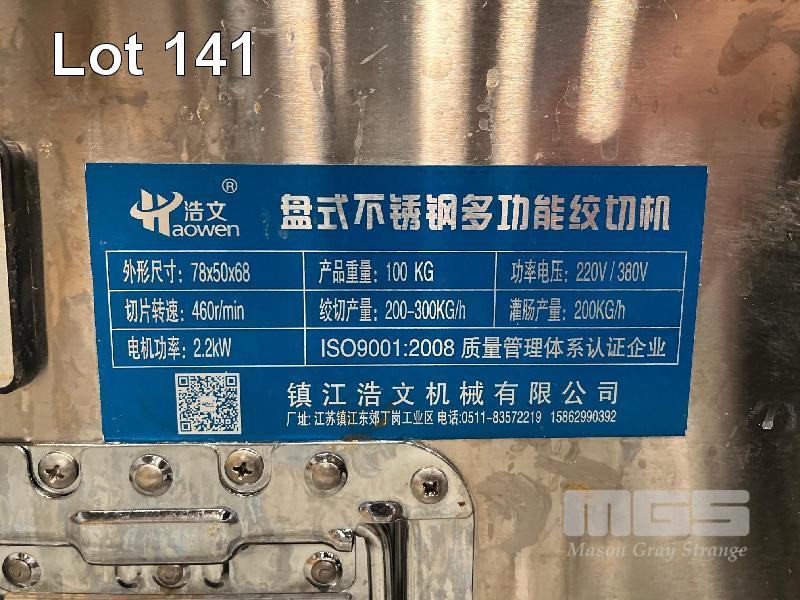 Lot 141
浩文®
Haowen
盘式不锈钢多功能绞切机
外形尺寸: 78x50x68 产品重量: 100 KG 功率电压: 220V / 380V
切片转速: 460r/min 绞切产量: 200-300KG/h 灌肠产量: 200KG/h
电机功率: 2.2kW ISO9001:2008 质量管理体系认证企业
镇江浩文机械有限公司
厂址: 江苏镇江东郊丁岗工业区 电话:0511-83572219 15862990392
MGS
Mason Gray Strange